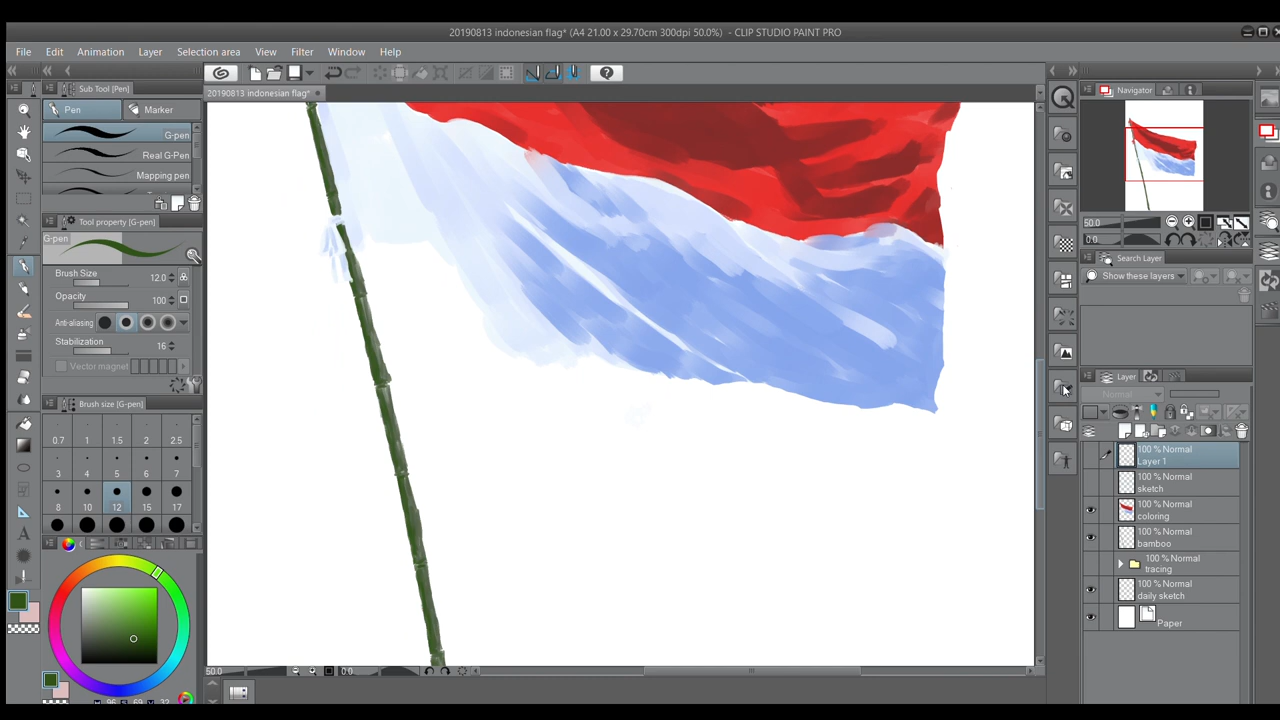 20190813 indonesian flag* (A4 21.00 x 29.70cm 300dpi 50.0%) - CLIP STUDIO PAINT PRO
File Edit Animation Layer Selection area View Filter Window Help
Sub Tool [Pen]
20190813 indonesian flag*
Navigator
Pen Marker
G-pen
Real G-Pen
Mapping pen
Tool property [G-pen]
G-pen
50.0
0.0
Search Layer
Brush Size 12.0
Show these layers
Opacity 100
Anti-aliasing
Stabilization 16
Vector magnet
Layer
Normal
Brush size [G-pen]
0.7 1 1.5 2 2.5
3 4 5 6 7
8 10 12 15 17
100 % Normal
Layer 1
100 % Normal
sketch
100 % Normal
coloring
100 % Normal
bamboo
100 % Normal
tracing
100 % Normal
daily sketch
Paper
50.0 0.0